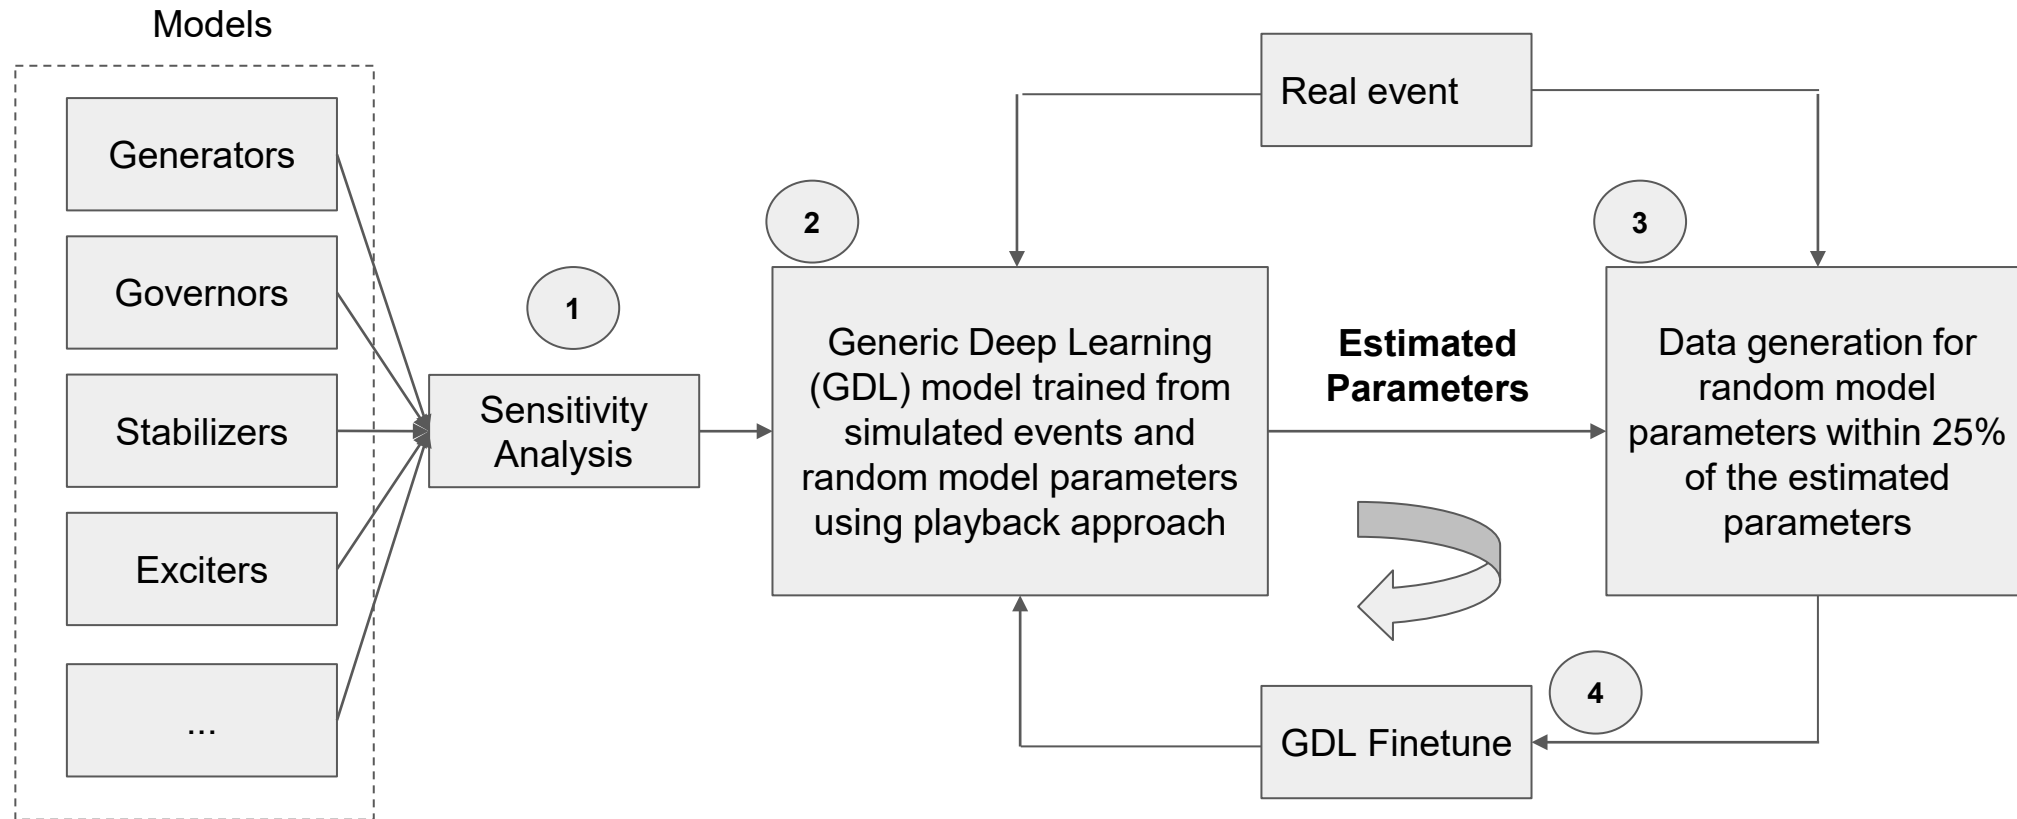 Models
Generators
Governors
Stabilizers
Exciters
...
1
Sensitivity
Analysis
2
Generic Deep Learning
(GDL) model trained from
simulated events and
random model parameters
using playback approach
Real event
Estimated
Parameters
3
Data generation for
random model
parameters within 25%
of the estimated
parameters
4
GDL Finetune